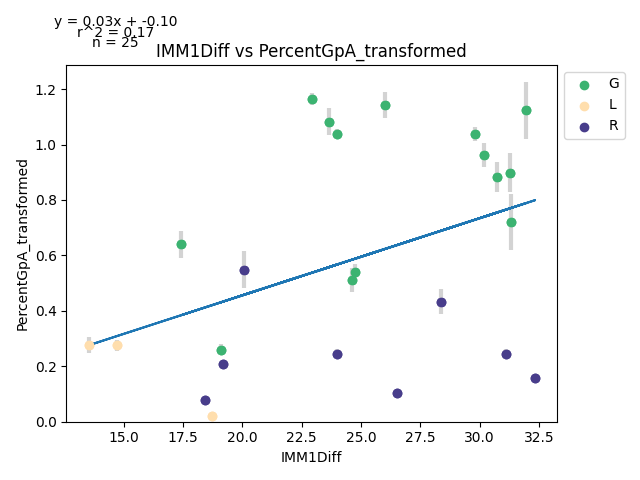 y = 0.03x + -0.10
r^2 = 0.17
n = 25
IMM1Diff vs PercentGpA_transformed
G
L
R
PercentGpA_transformed
1.2
1.0
0.8
0.6
0.4
0.2
0.0
15.0 17.5 20.0 22.5 25.0 27.5 30.0 32.5
IMM1Diff